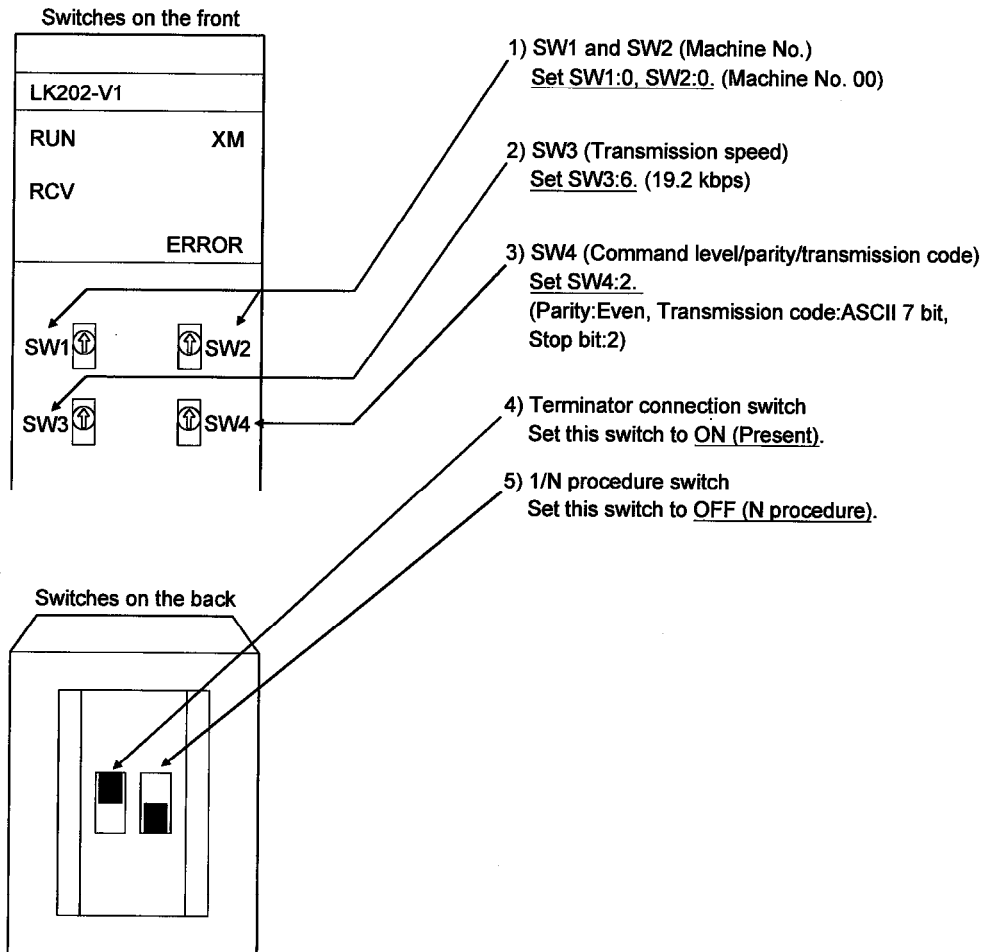 Switches on the front
LK202-V1
RUN XM
RCV
ERROR
SW1 SW2
SW3 SW4
1) SW1 and SW2 (Machine No.)
Set SW1:0, SW2:0. (Machine No. 00)
2) SW3 (Transmission speed)
Set SW3:6. (19.2 kbps)
3) SW4 (Command level/parity/transmission code)
Set SW4:2.
(Parity:Even, Transmission code:ASCII 7 bit,
Stop bit:2)
4) Terminator connection switch
Set this switch to ON (Present).
5) 1/N procedure switch
Set this switch to OFF (N procedure).
Switches on the back